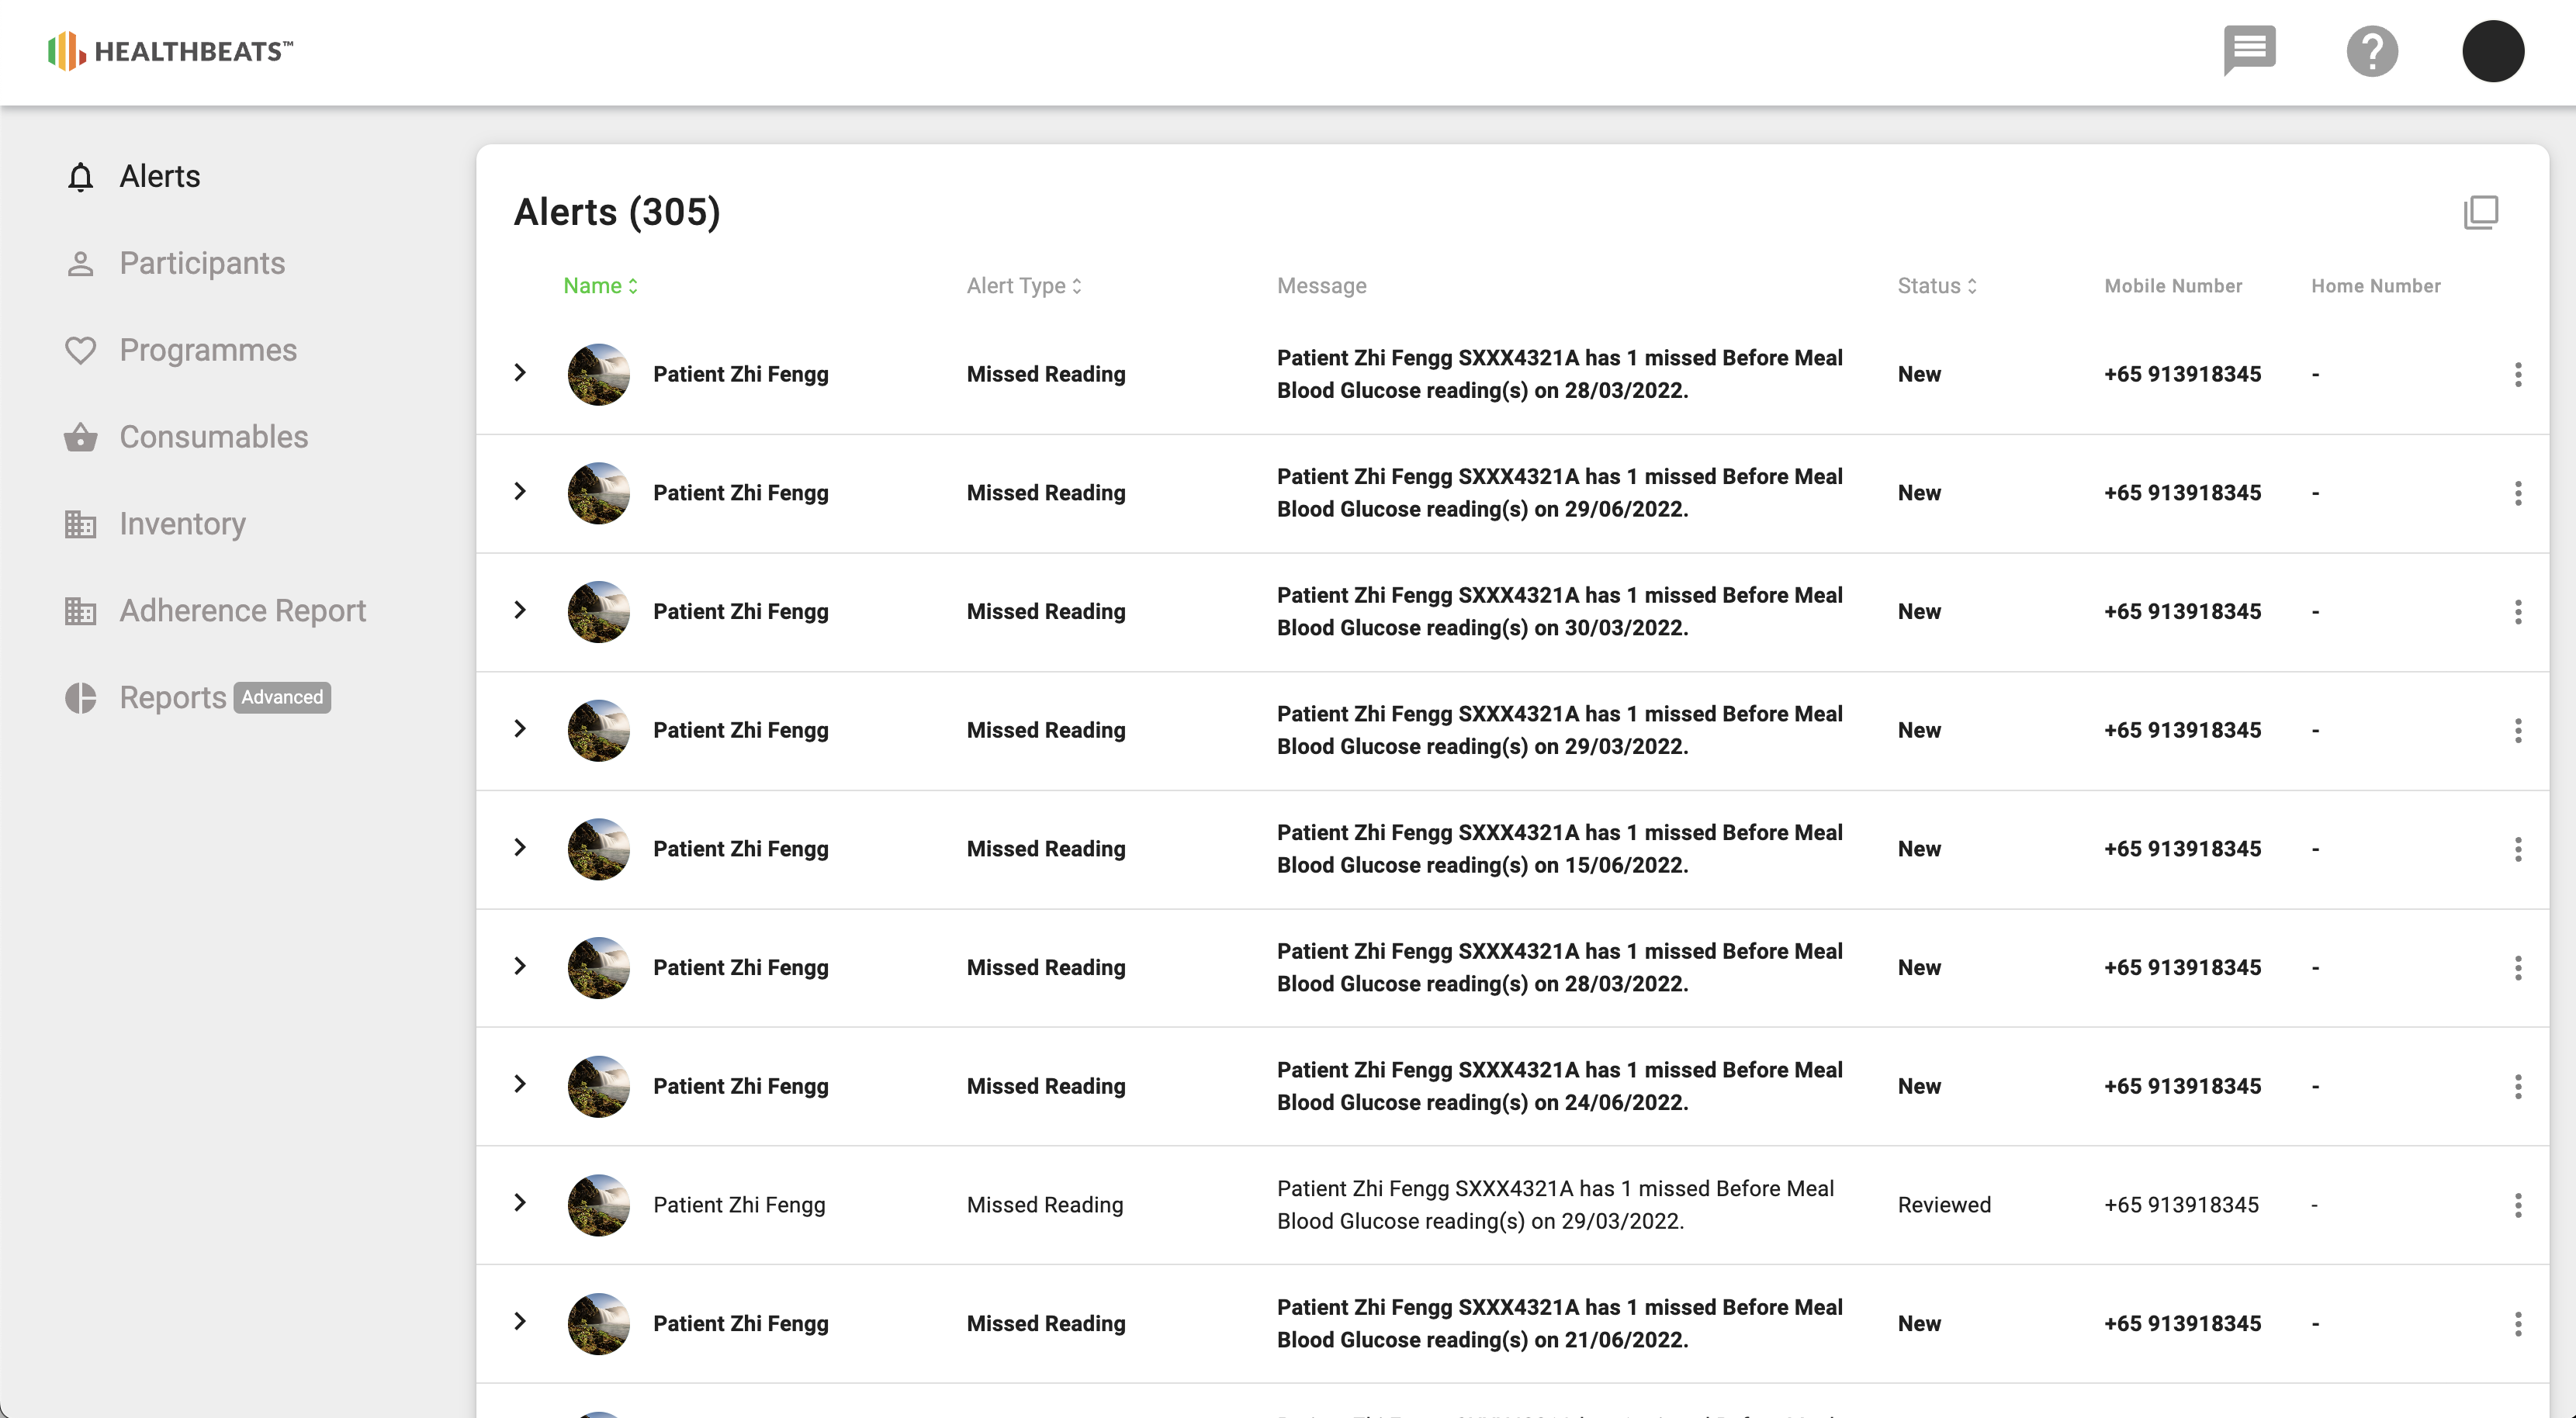 HEALTHBEATS™
Alerts
Participants
Programmes
Consumables
Inventory
Adherence Report
Reports Advanced
Alerts (305)
Name Alert Type Message Status Mobile Number Home Number
Patient Zhi Fengg Missed Reading Patient Zhi Fengg SXXX4321A has 1 missed Before Meal New +65 913918345 -
Blood Glucose reading(s) on 28/03/2022.
Patient Zhi Fengg Missed Reading Patient Zhi Fengg SXXX4321A has 1 missed Before Meal New +65 913918345 -
Blood Glucose reading(s) on 29/06/2022.
Patient Zhi Fengg Missed Reading Patient Zhi Fengg SXXX4321A has 1 missed Before Meal New +65 913918345 -
Blood Glucose reading(s) on 30/03/2022.
Patient Zhi Fengg Missed Reading Patient Zhi Fengg SXXX4321A has 1 missed Before Meal New +65 913918345 -
Blood Glucose reading(s) on 29/03/2022.
Patient Zhi Fengg Missed Reading Patient Zhi Fengg SXXX4321A has 1 missed Before Meal New +65 913918345 -
Blood Glucose reading(s) on 15/06/2022.
Patient Zhi Fengg Missed Reading Patient Zhi Fengg SXXX4321A has 1 missed Before Meal New +65 913918345 -
Blood Glucose reading(s) on 28/03/2022.
Patient Zhi Fengg Missed Reading Patient Zhi Fengg SXXX4321A has 1 missed Before Meal New +65 913918345 -
Blood Glucose reading(s) on 24/06/2022.
Patient Zhi Fengg Missed Reading Patient Zhi Fengg SXXX4321A has 1 missed Before Meal Reviewed +65 913918345 -
Blood Glucose reading(s) on 29/03/2022.
Patient Zhi Fengg Missed Reading Patient Zhi Fengg SXXX4321A has 1 missed Before Meal New +65 913918345 -
Blood Glucose reading(s) on 21/06/2022.